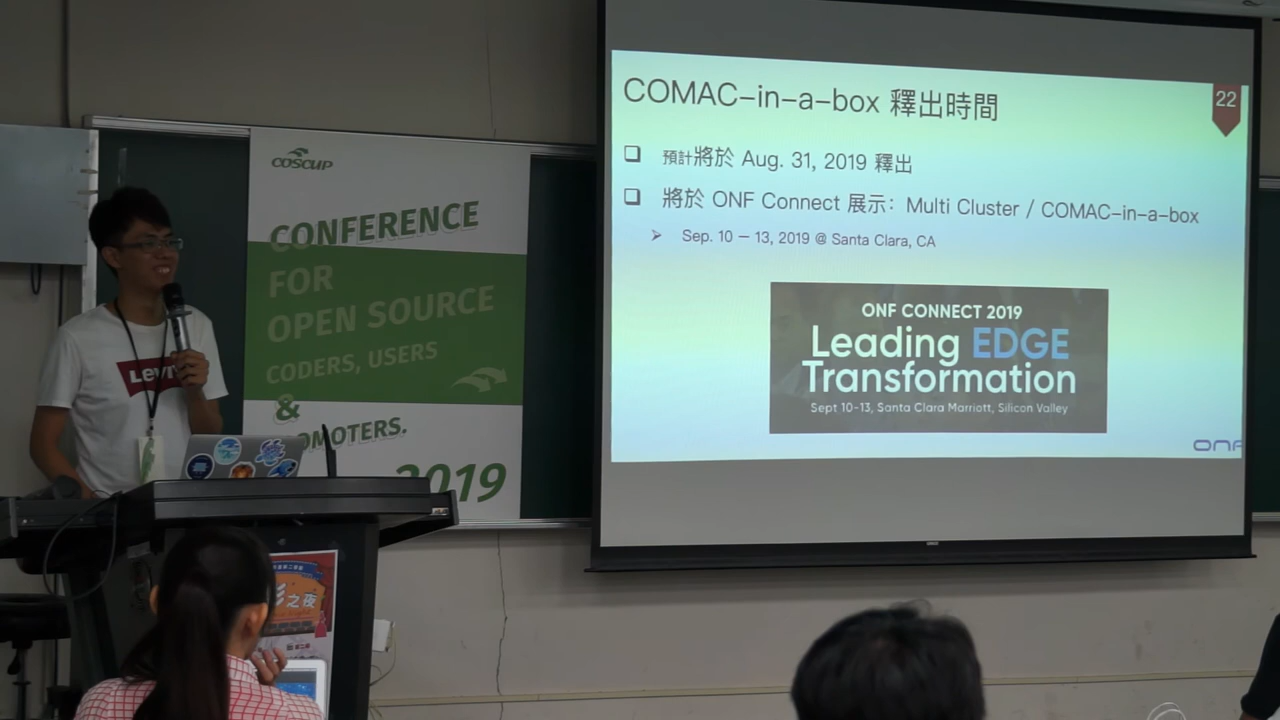 COSCUP
CONFERENCE
FOR
OPEN SOURCE
CODERS, USERS
&
OMOTERS.
2019
Levi's
COMAC-in-a-box 釋出時間
22
預計將於 Aug. 31, 2019 釋出
將於 ONF Connect 展示: Multi Cluster / COMAC-in-a-box
Sep. 10 – 13, 2019 @ Santa Clara, CA
ONF CONNECT 2019
Leading EDGE
Transformation
Sept 10-13, Santa Clara Marriott, Silicon Valley
ONF
之夜